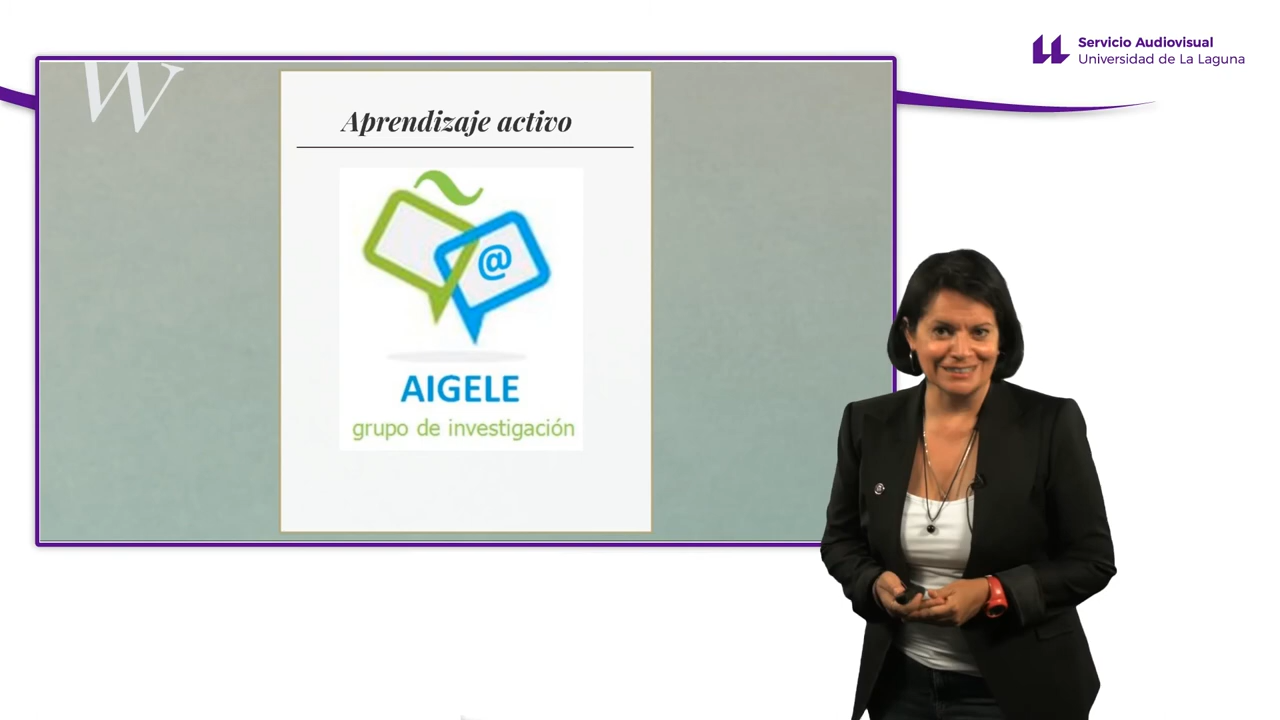 Servicio Audiovisual
Universidad de La Laguna
W
Aprendizaje activo
@
AIGELE
grupo de investigación